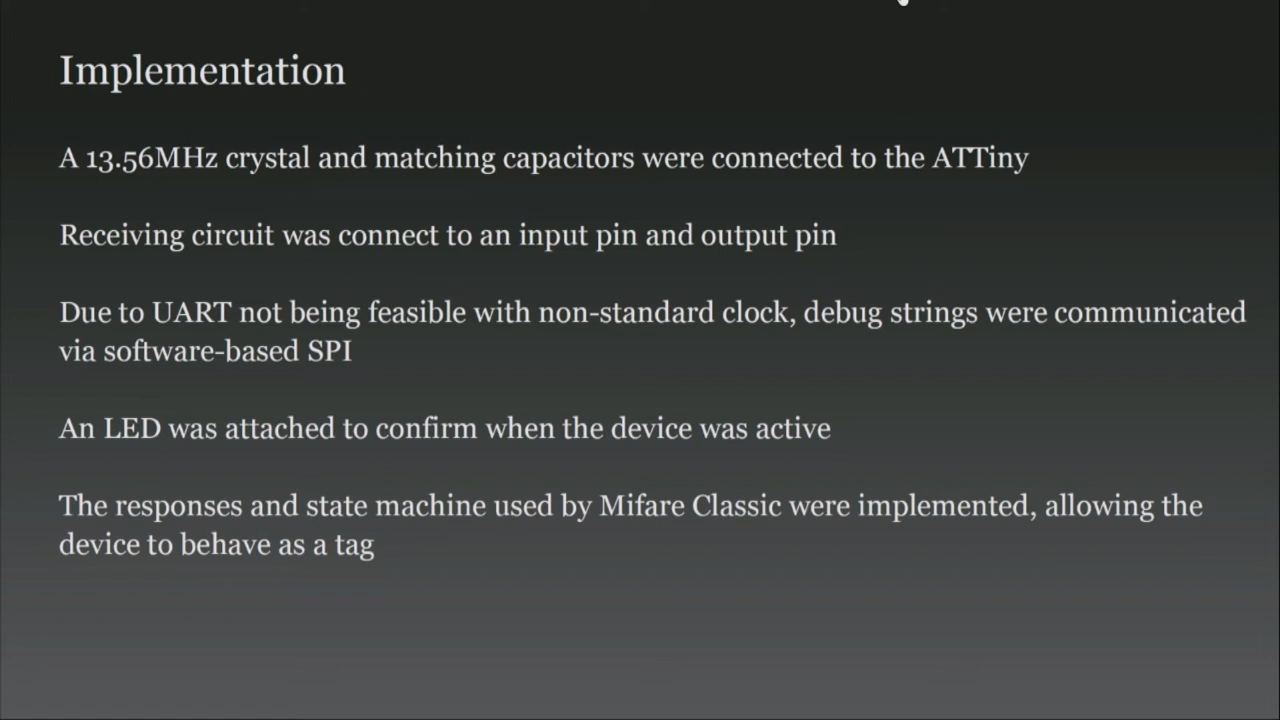 Implementation
A 13.56MHz crystal and matching capacitors were connected to the ATTiny
Receiving circuit was connect to an input pin and output pin
Due to UART not being feasible with non-standard clock, debug strings were communicated
via software-based SPI
An LED was attached to confirm when the device was active
The responses and state machine used by Mifare Classic were implemented, allowing the
device to behave as a tag